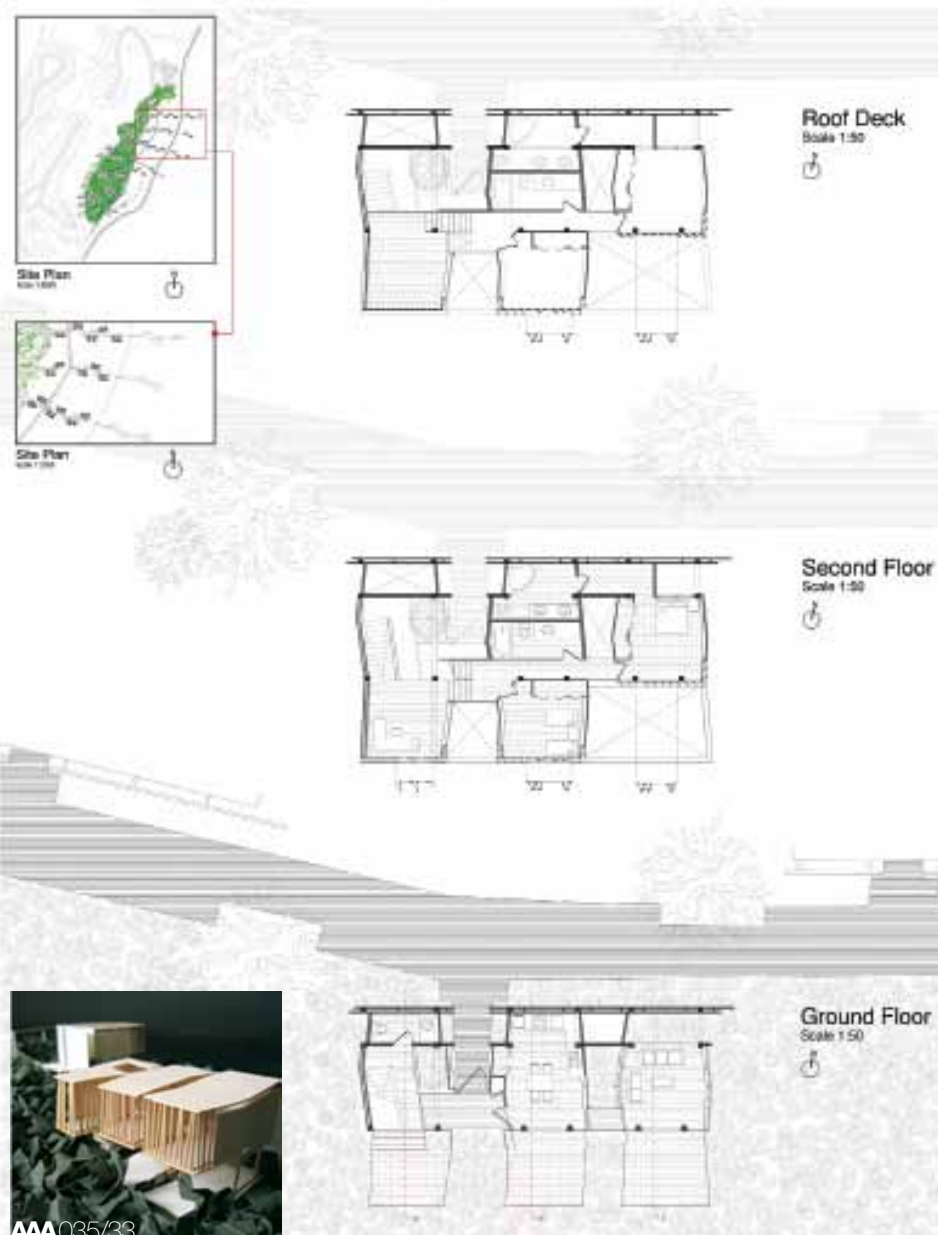 Roof Deck
Scale 1:50
Site Plan
Site Plan
Second Floor
Scale 1:50
Ground Floor
Scale 1:50
AAA035/33